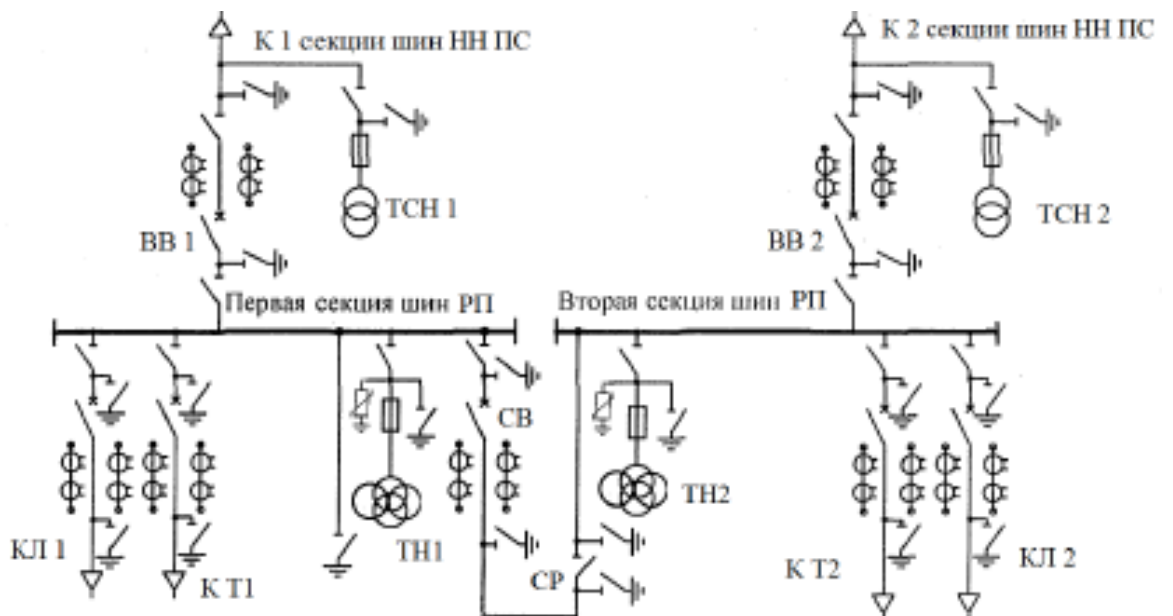 К 1 секции шин НН ПС
К 2 секции шин НН ПС
ТСН 1
ТСН 2
ВВ 1
ВВ 2
Первая секция шин РП
Вторая секция шин РП
СВ
ТН1
ТН2
КЛ 1
К Т1
СР
К Т2
КЛ 2